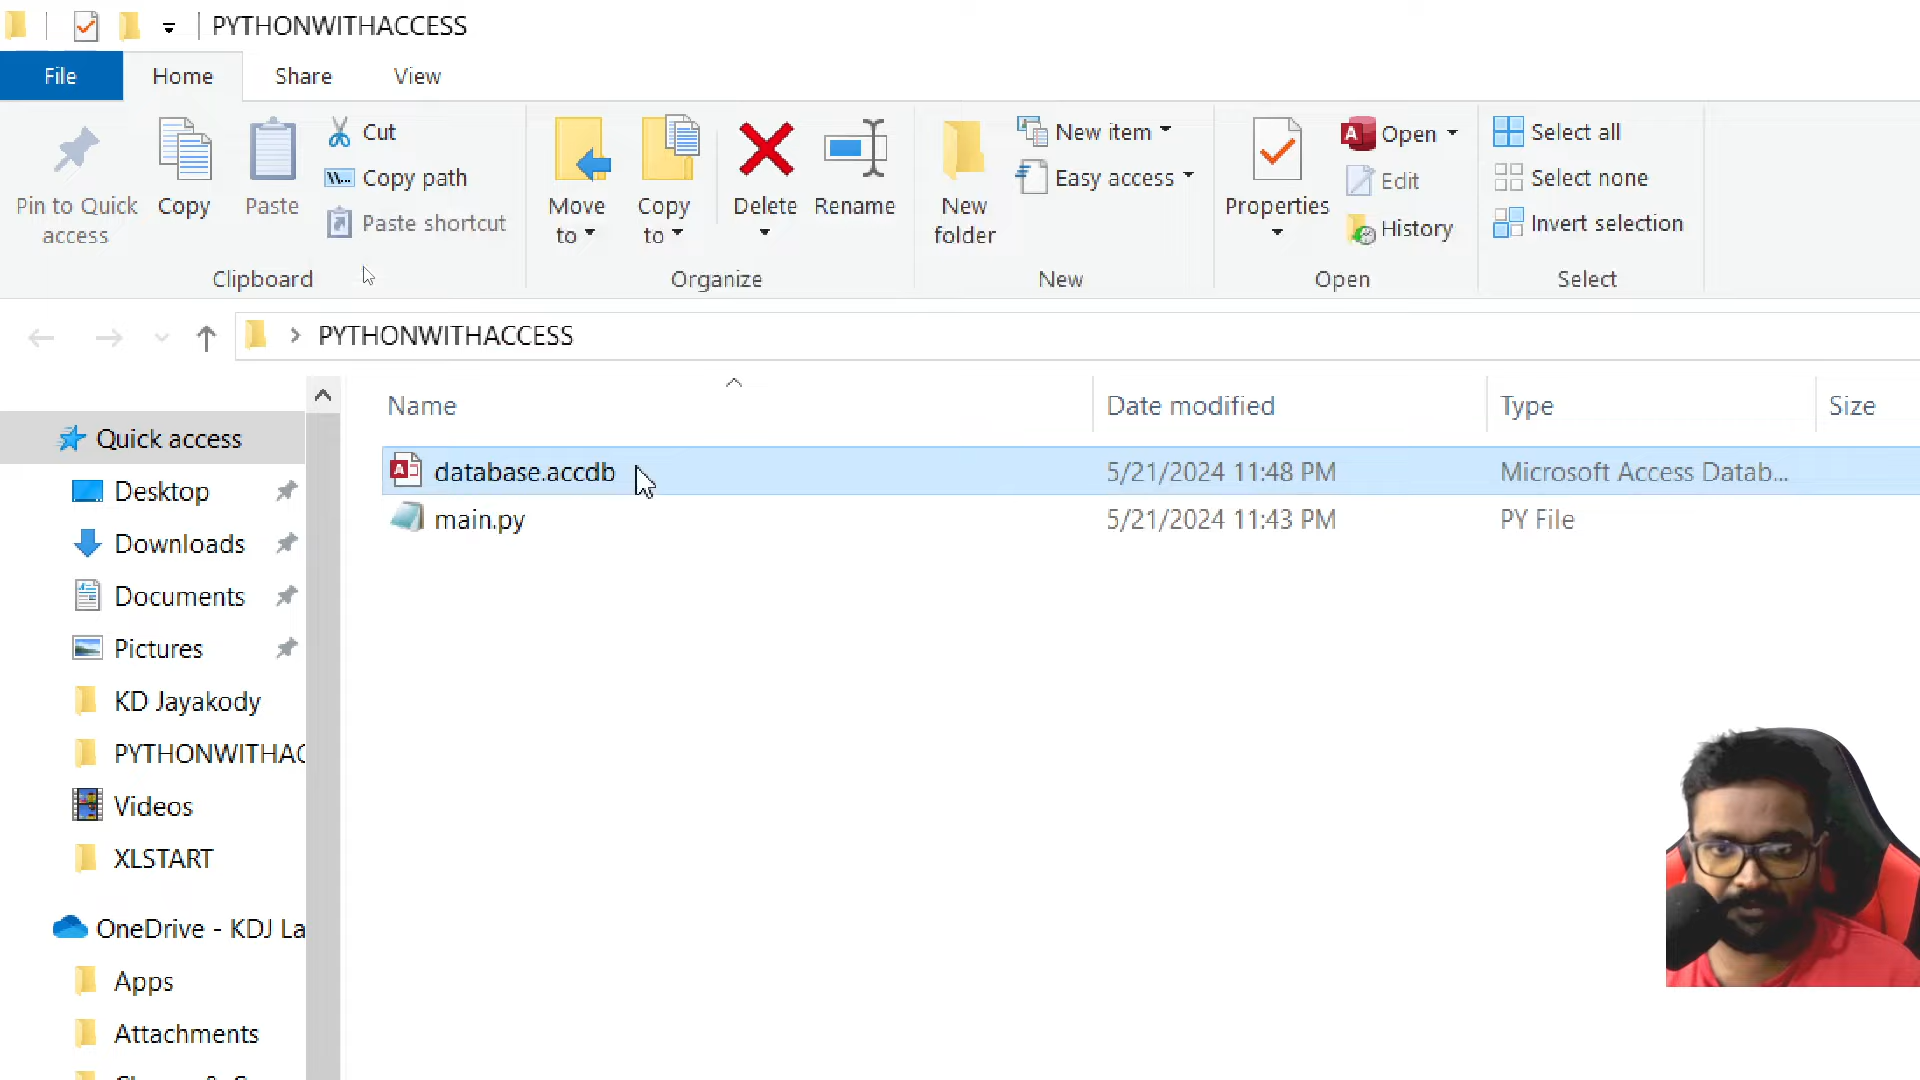 PYTHONWITHACCESS
File Home Share View
Pin to Quick access
Copy
Paste
Cut
Copy path
Paste shortcut
Clipboard
Move to
Copy to
Delete
Rename
Organize
New folder
New item
Easy access
New
Properties
Open
Edit
History
Open
Select all
Select none
Invert selection
Select
PYTHONWITHACCESS
Name Date modified Type Size
database.accdb 5/21/2024 11:48 PM Microsoft Access Datab...
main.py 5/21/2024 11:43 PM PY File
Quick access
Desktop
Downloads
Documents
Pictures
KD Jayakody
PYTHONWITHAC
Videos
XLSTART
OneDrive - KDJ La
Apps
Attachments